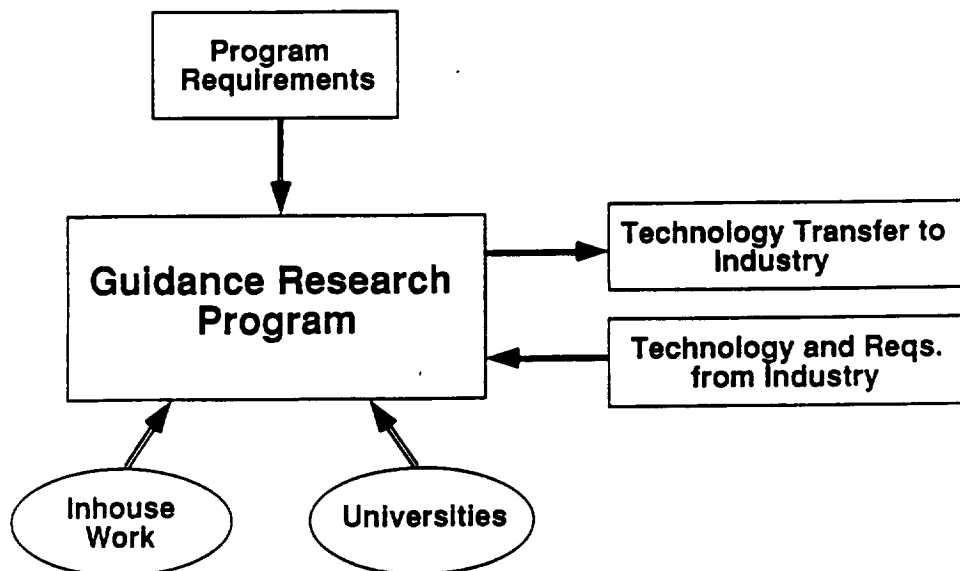 Program
Requirements
Guidance Research
Program
Technology Transfer to
Industry
Technology and Reqs.
from Industry
Inhouse
Work
Universities